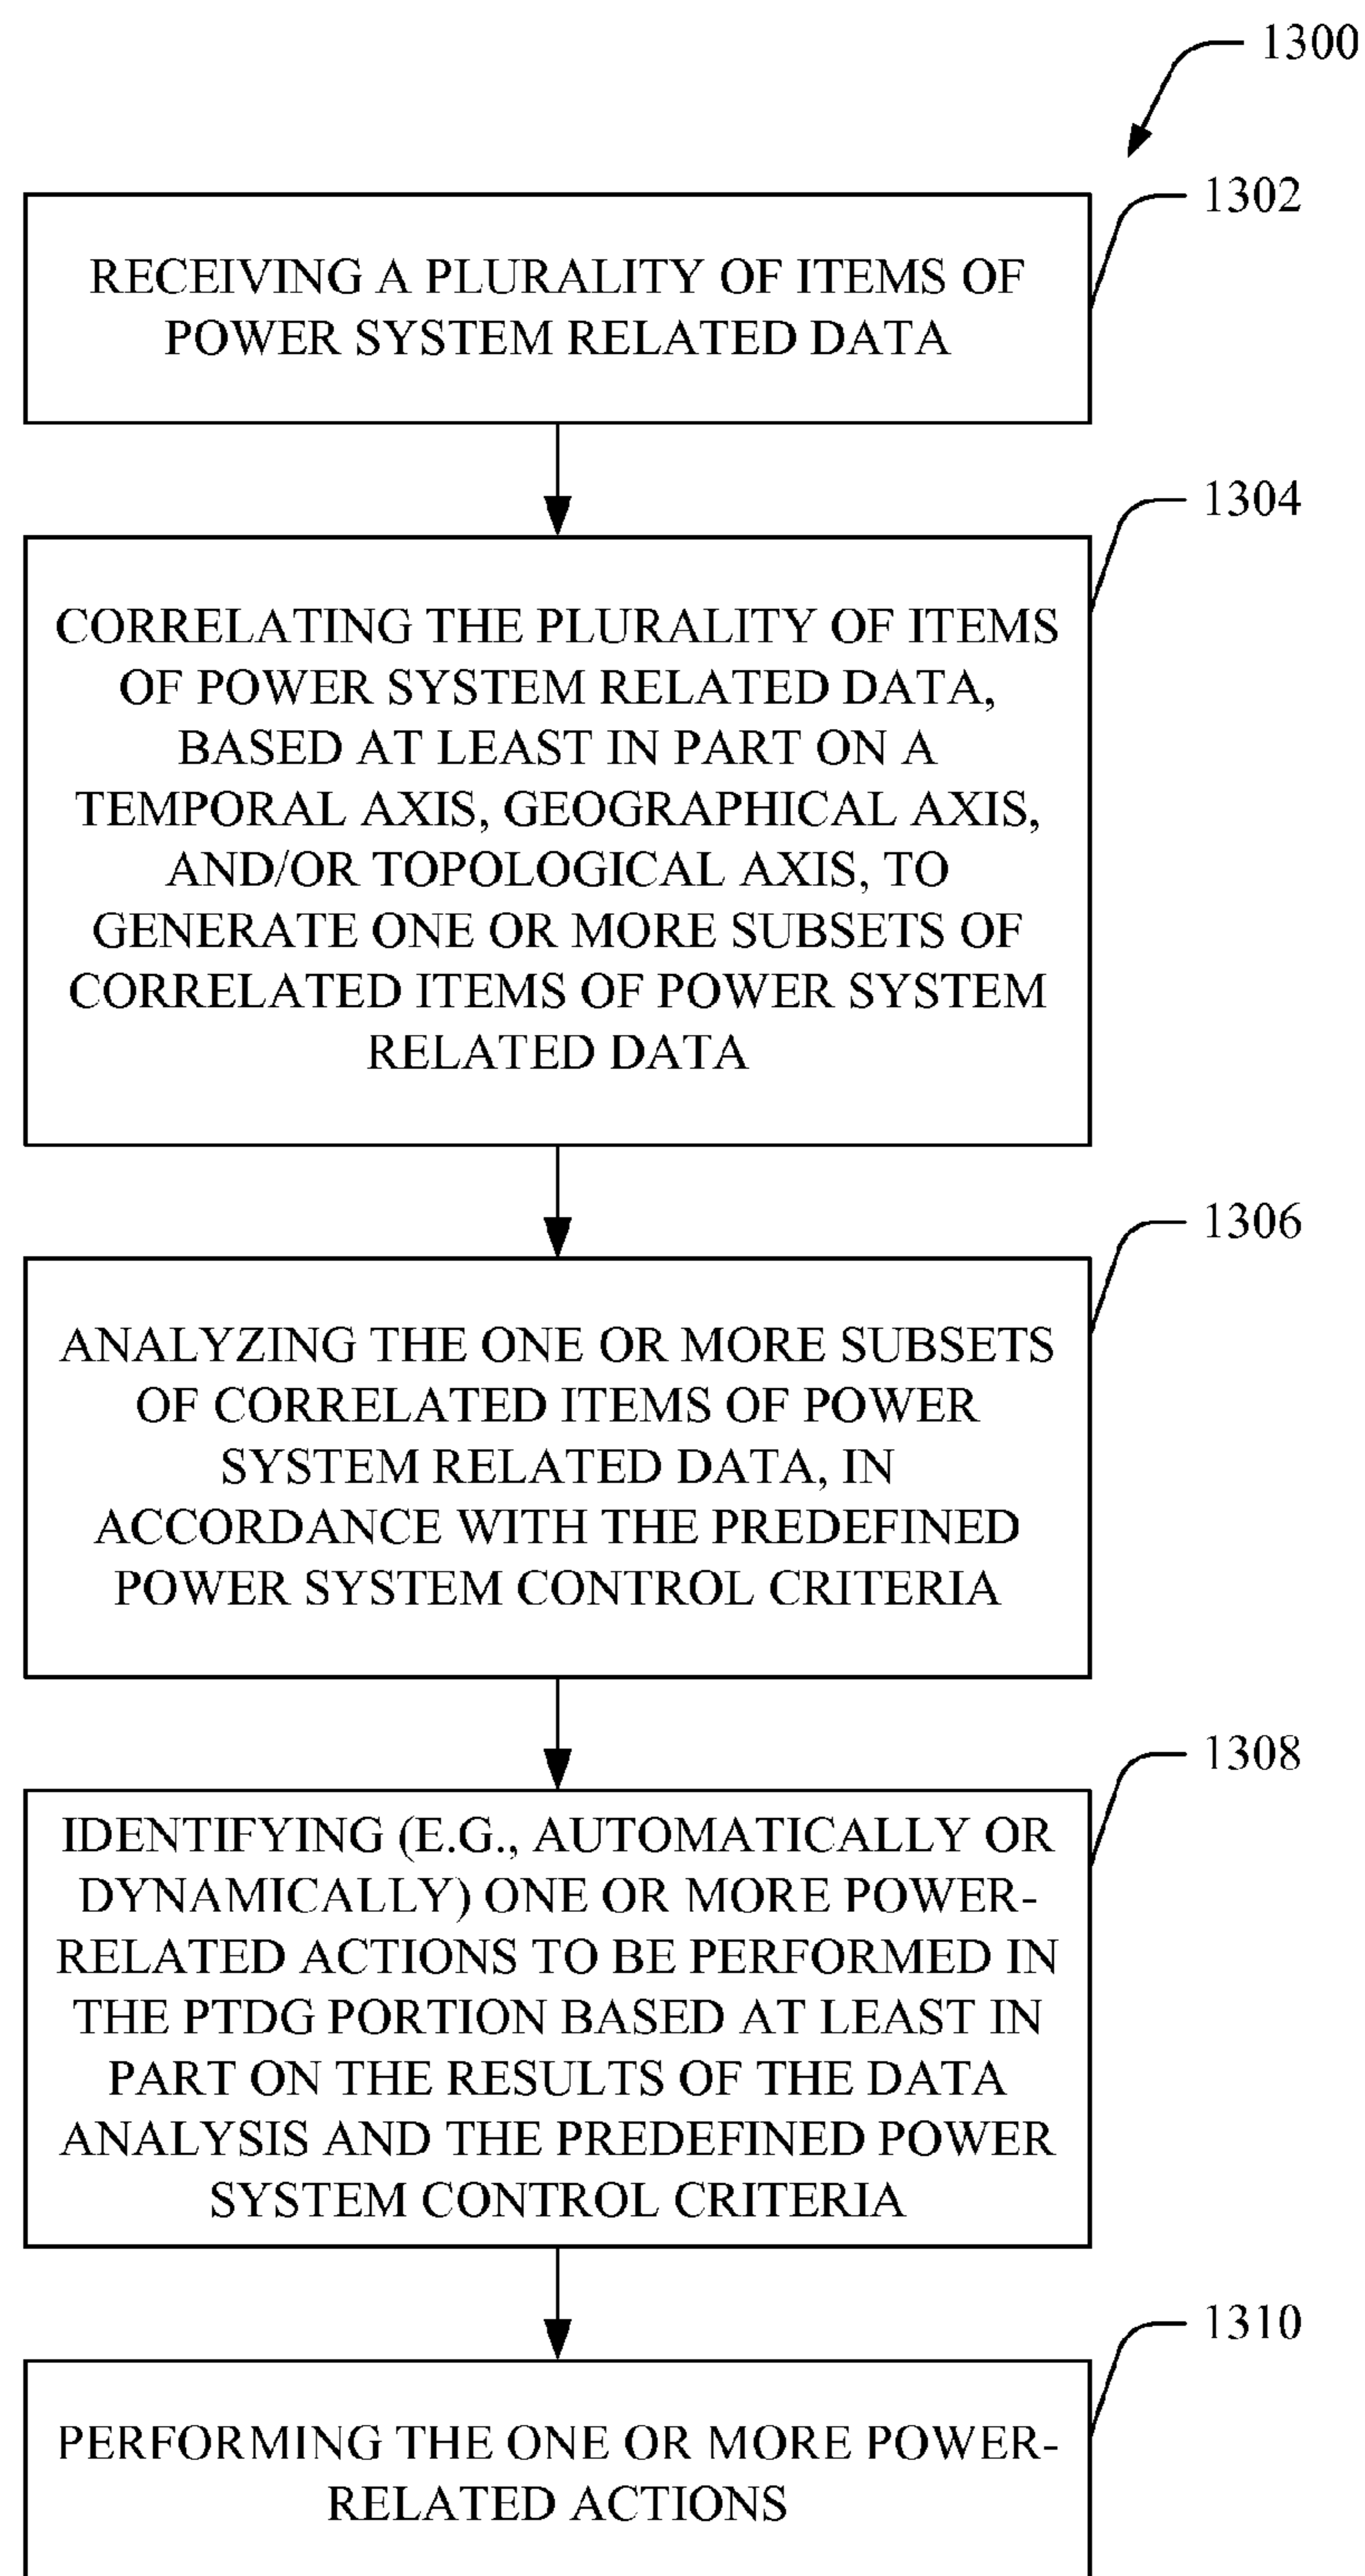 1300
1302
RECEIVING A PLURALITY OF ITEMS OF
POWER SYSTEM RELATED DATA
1304
CORRELATING THE PLURALITY OF ITEMS
OF POWER SYSTEM RELATED DATA,
BASED AT LEAST IN PART ON A
TEMPORAL AXIS, GEOGRAPHICAL AXIS,
AND/OR TOPOLOGICAL AXIS, TO
GENERATE ONE OR MORE SUBSETS OF
CORRELATED ITEMS OF POWER SYSTEM
RELATED DATA
1306
ANALYZING THE ONE OR MORE SUBSETS
OF CORRELATED ITEMS OF POWER
SYSTEM RELATED DATA, IN
ACCORDANCE WITH THE PREDEFINED
POWER SYSTEM CONTROL CRITERIA
1308
IDENTIFYING (E.G., AUTOMATICALLY OR
DYNAMICALLY) ONE OR MORE POWER-
RELATED ACTIONS TO BE PERFORMED IN
THE PTDG PORTION BASED AT LEAST IN
PART ON THE RESULTS OF THE DATA
ANALYSIS AND THE PREDEFINED POWER
SYSTEM CONTROL CRITERIA
1310
PERFORMING THE ONE OR MORE POWER-
RELATED ACTIONS